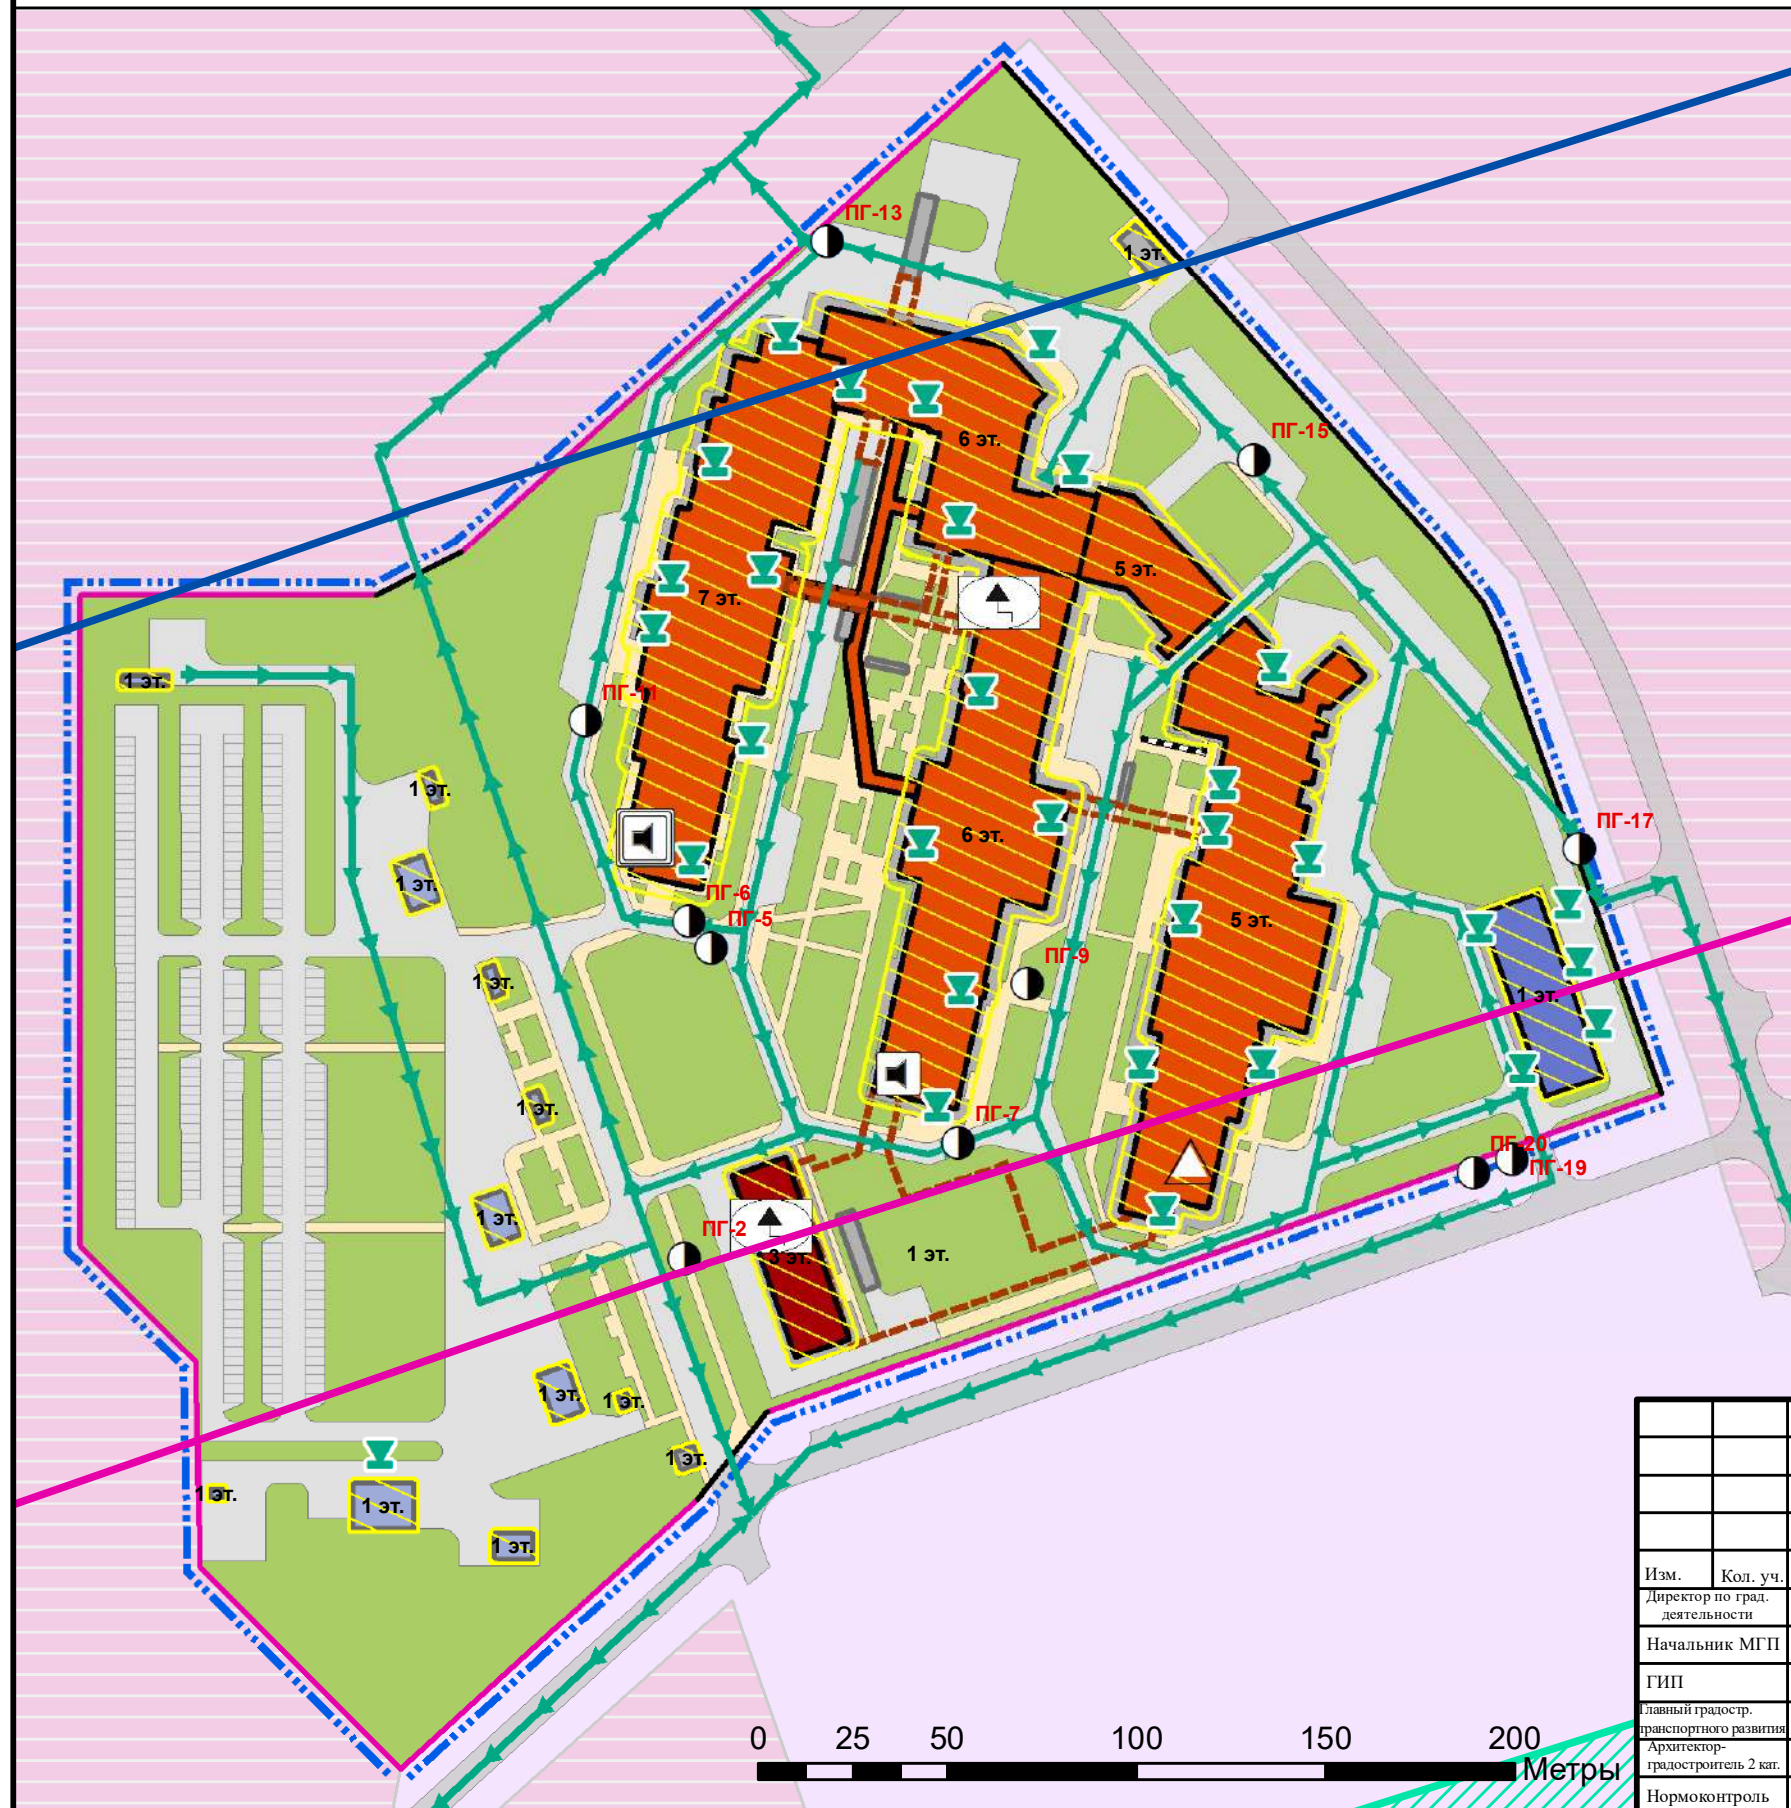 ПГ-13
1 эт.
6 эт.
ПГ-15
5 эт.
7 эт.
1 эт.
ПГ-11
1 эт.
6 эт.
ПГ-17
1 эт.
ПГ-6
ПГ-5
5 эт.
ПГ-9
1 эт.
1 эт.
1 эт.
ПГ-7
ПГ-20
ПГ-19
1 эт.
ПГ-2
3 эт.
1 эт.
1 эт.
1 эт.
1 эт.
1 эт.
1 эт.
1 эт.
0 25 50 100 150 200
Метры
Изм. Кол. уч.
Директор по град.
деятельности
Начальник МГП
ГИП
Главный градостр.
транспортного развития
Архитектор-
градостроитель 2 кат.
Нормоконтроль